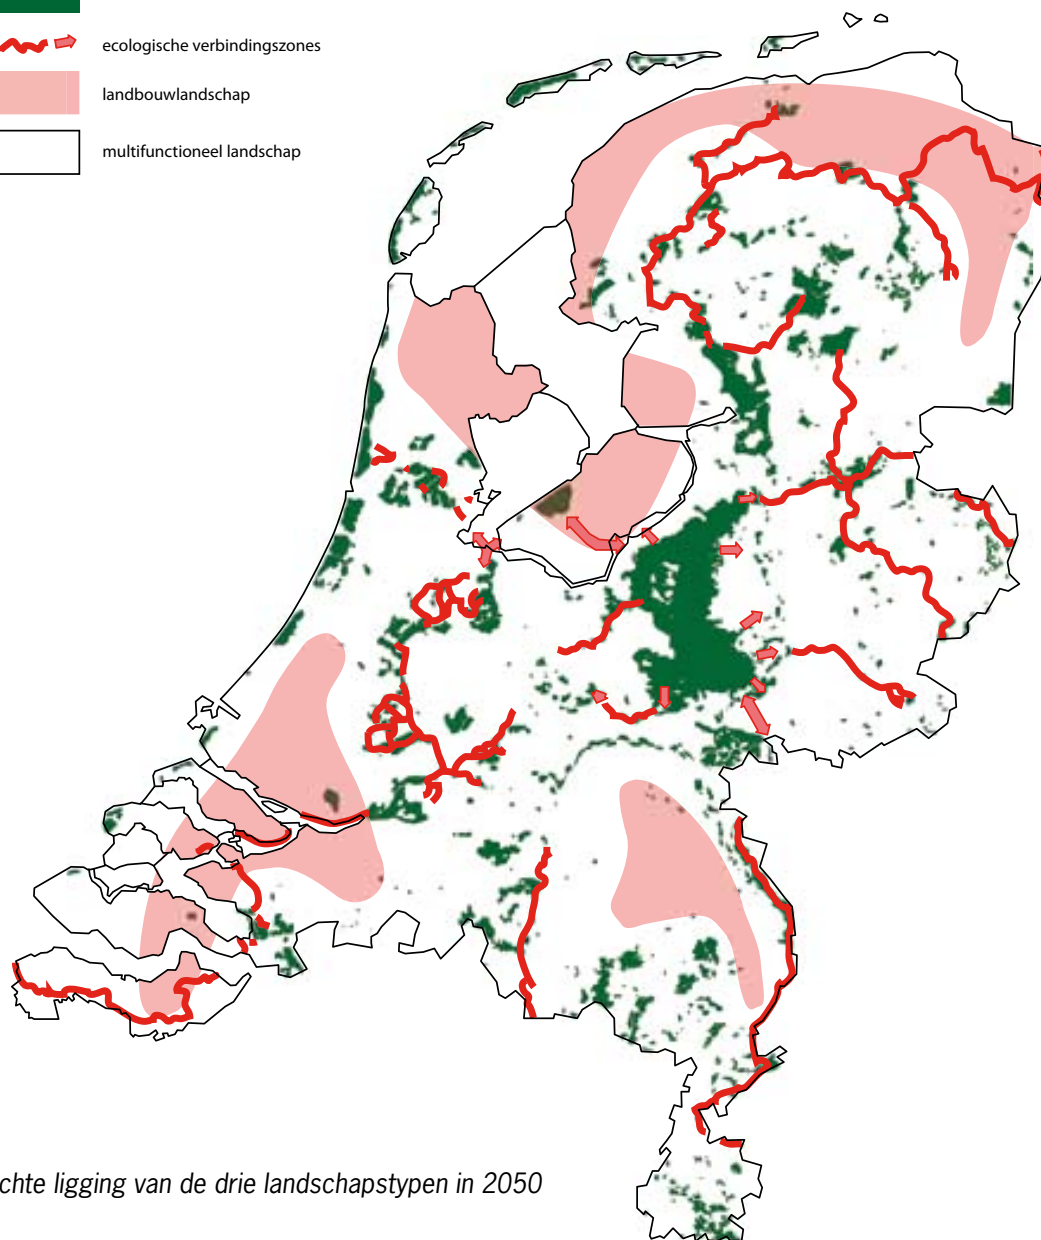 ecologische verbindingszones
landbouwlandschap
multifunctioneel landschap
chte ligging van de drie landschapstypen in 2050